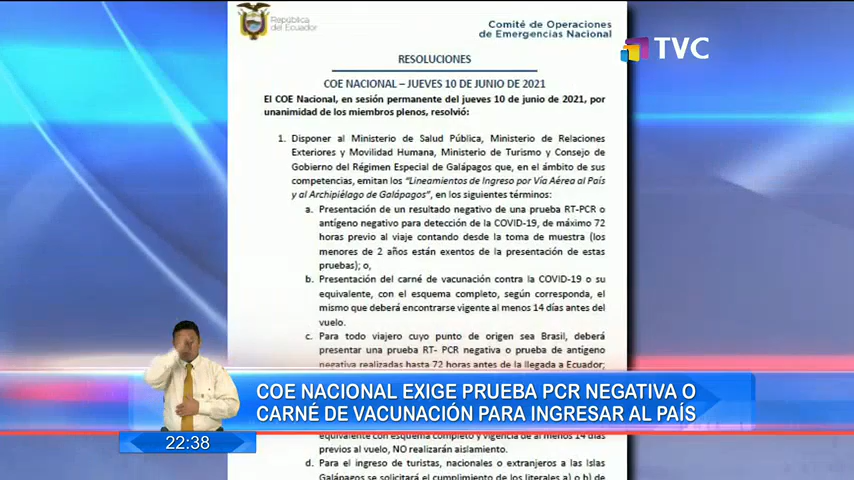 República
del Ecuador
Comité de Operaciones
de Emergencias Nacional
TVC
RESOLUCIONES
COE NACIONAL – JUEVES 10 DE JUNIO DE 2021
El COE Nacional, en sesión permanente del jueves 10 de junio de 2021, por
unanimidad de los miembros plenos, resolvió:
1. Disponer al Ministerio de Salud Pública, Ministerio de Relaciones
Exteriores y Movilidad Humana, Ministerio de Turismo y Consejo de
Gobierno del Régimen Especial de Galápagos que, en el ámbito de sus
competencias, emitan los "Lineamientos de Ingreso por Vía Aérea al País
y al Archipiélago de Galápagos", en los siguientes términos:
a. Presentación de un resultado negativo de una prueba RT-PCR o
antígeno negativo para detección de la COVID-19, de máximo 72
horas previo al viaje contando desde la toma de muestra (los
menores de 2 años están exentos de la presentación de estas
pruebas); o,
b. Presentación del carné de vacunación contra la COVID-19 o su
equivalente, con el esquema completo, según corresponda, el
mismo que deberá encontrarse vigente al menos 14 días antes del
vuelo.
c. Para todo viajero cuyo punto de origen sea Brasil, deberá
presentar una prueba RT- PCR negativa o prueba de antígeno
negativa realizadas hasta 72 horas antes de la llegada a Ecuador;
COE NACIONAL EXIGE PRUEBA PCR NEGATIVA O
CARNÉ DE VACUNACIÓN PARA INGRESAR AL PAÍS
22:38
equivalente con esquema completo y vigencia de al menos 14 días
previos al vuelo, NO realizarán aislamiento.
d. Para el ingreso de turistas, nacionales o extranjeros a las Islas
Galápagos se solicitará el cumplimiento de los literales a) o b) de